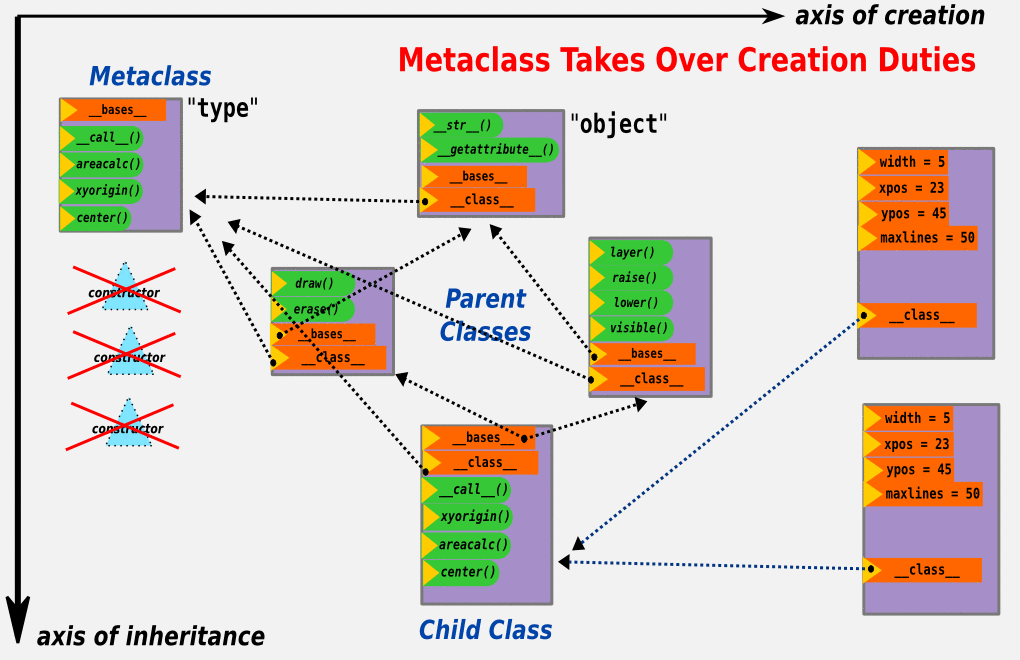 axis of creation
Metaclass Takes Over Creation Duties
Metaclass
"type"
__bases__
__call__()
areacalc()
xyorigin()
center()
constructor
constructor
constructor
"object"
__str__()
__getattribute__()
__bases__
__class__
draw()
erase()
__bases__
__class__
Parent
Classes
layer()
raise()
lower()
visible()
__bases__
__class__
__bases__
__class__
__call__()
xyorigin()
areacalc()
center()
Child Class
width = 5
xpos = 23
ypos = 45
maxlines = 50
__class__
width = 5
xpos = 23
ypos = 45
maxlines = 50
__class__
axis of inheritance